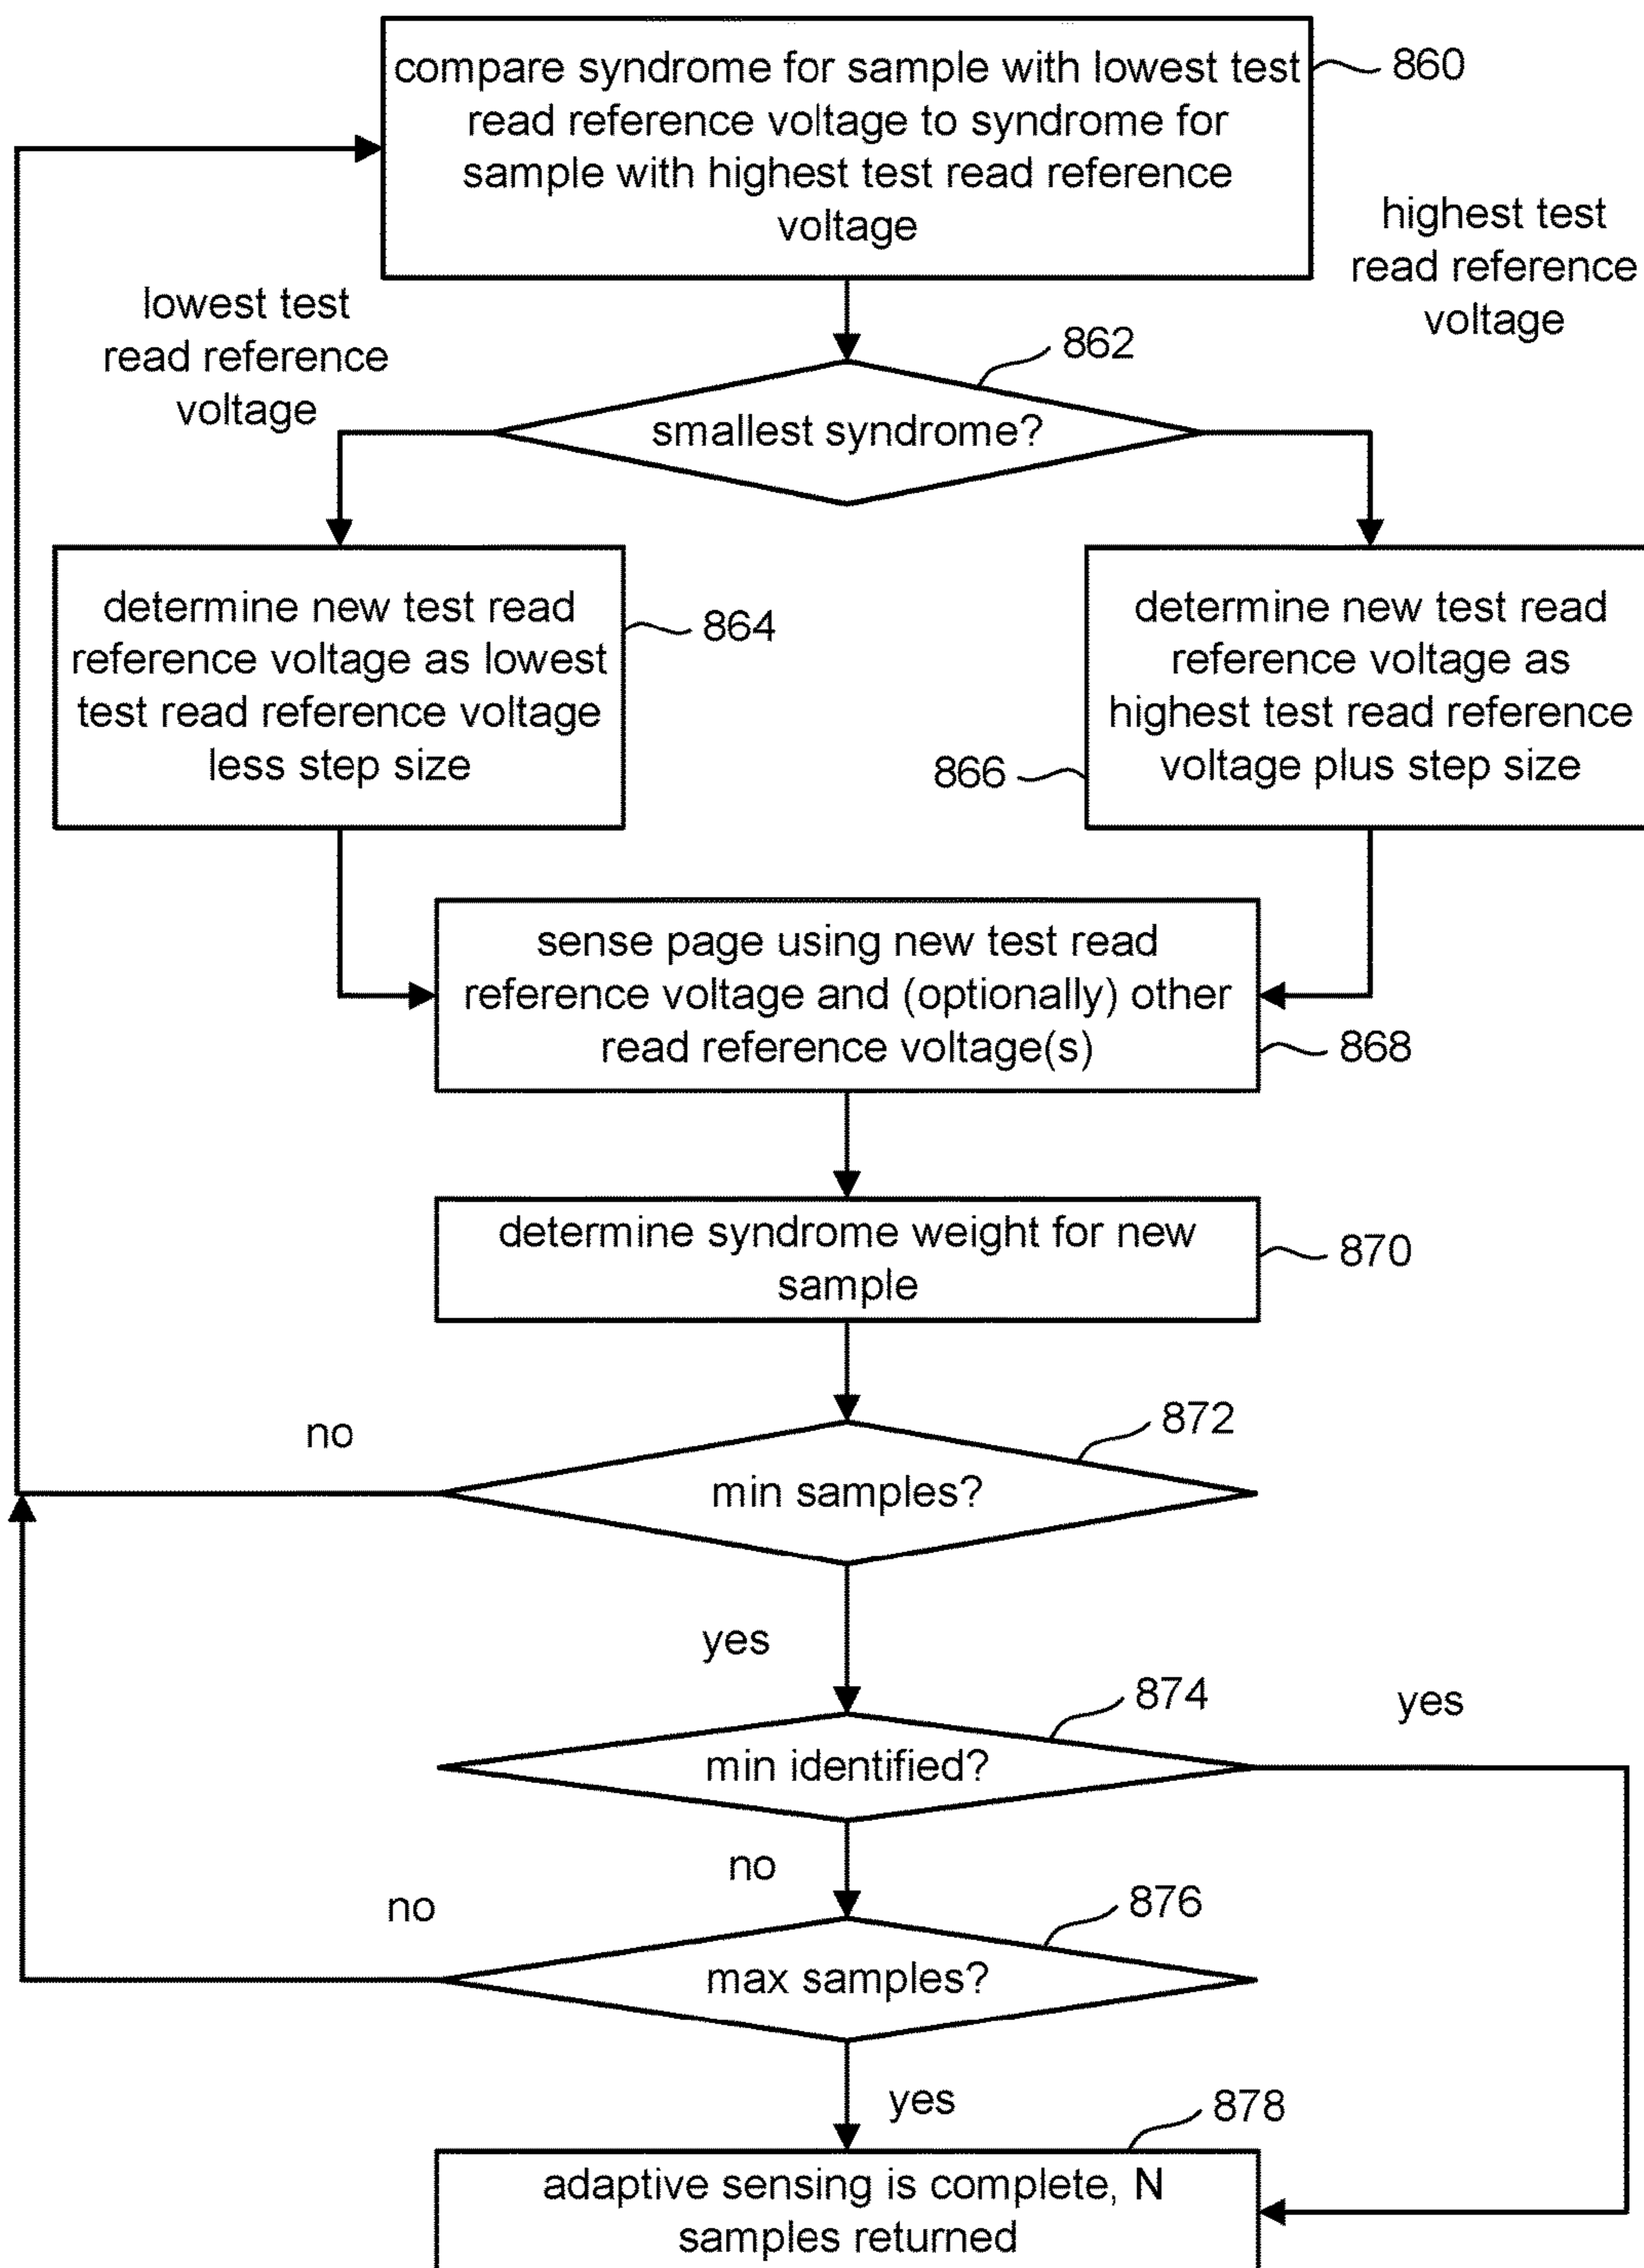 compare syndrome for sample with lowest test
read reference voltage to syndrome for
sample with highest test read reference
voltage
860
highest test
read reference
voltage
lowest test
read reference
voltage
862
smallest syndrome?
determine new test read
reference voltage as lowest
test read reference voltage
less step size
864
determine new test read
reference voltage as
highest test read reference
voltage plus step size
866
sense page using new test read
reference voltage and (optionally) other
read reference voltage(s)
868
determine syndrome weight for new
sample
870
872
no
min samples?
yes
874
yes
min identified?
no
876
no
max samples?
yes
878
adaptive sensing is complete, N
samples returned